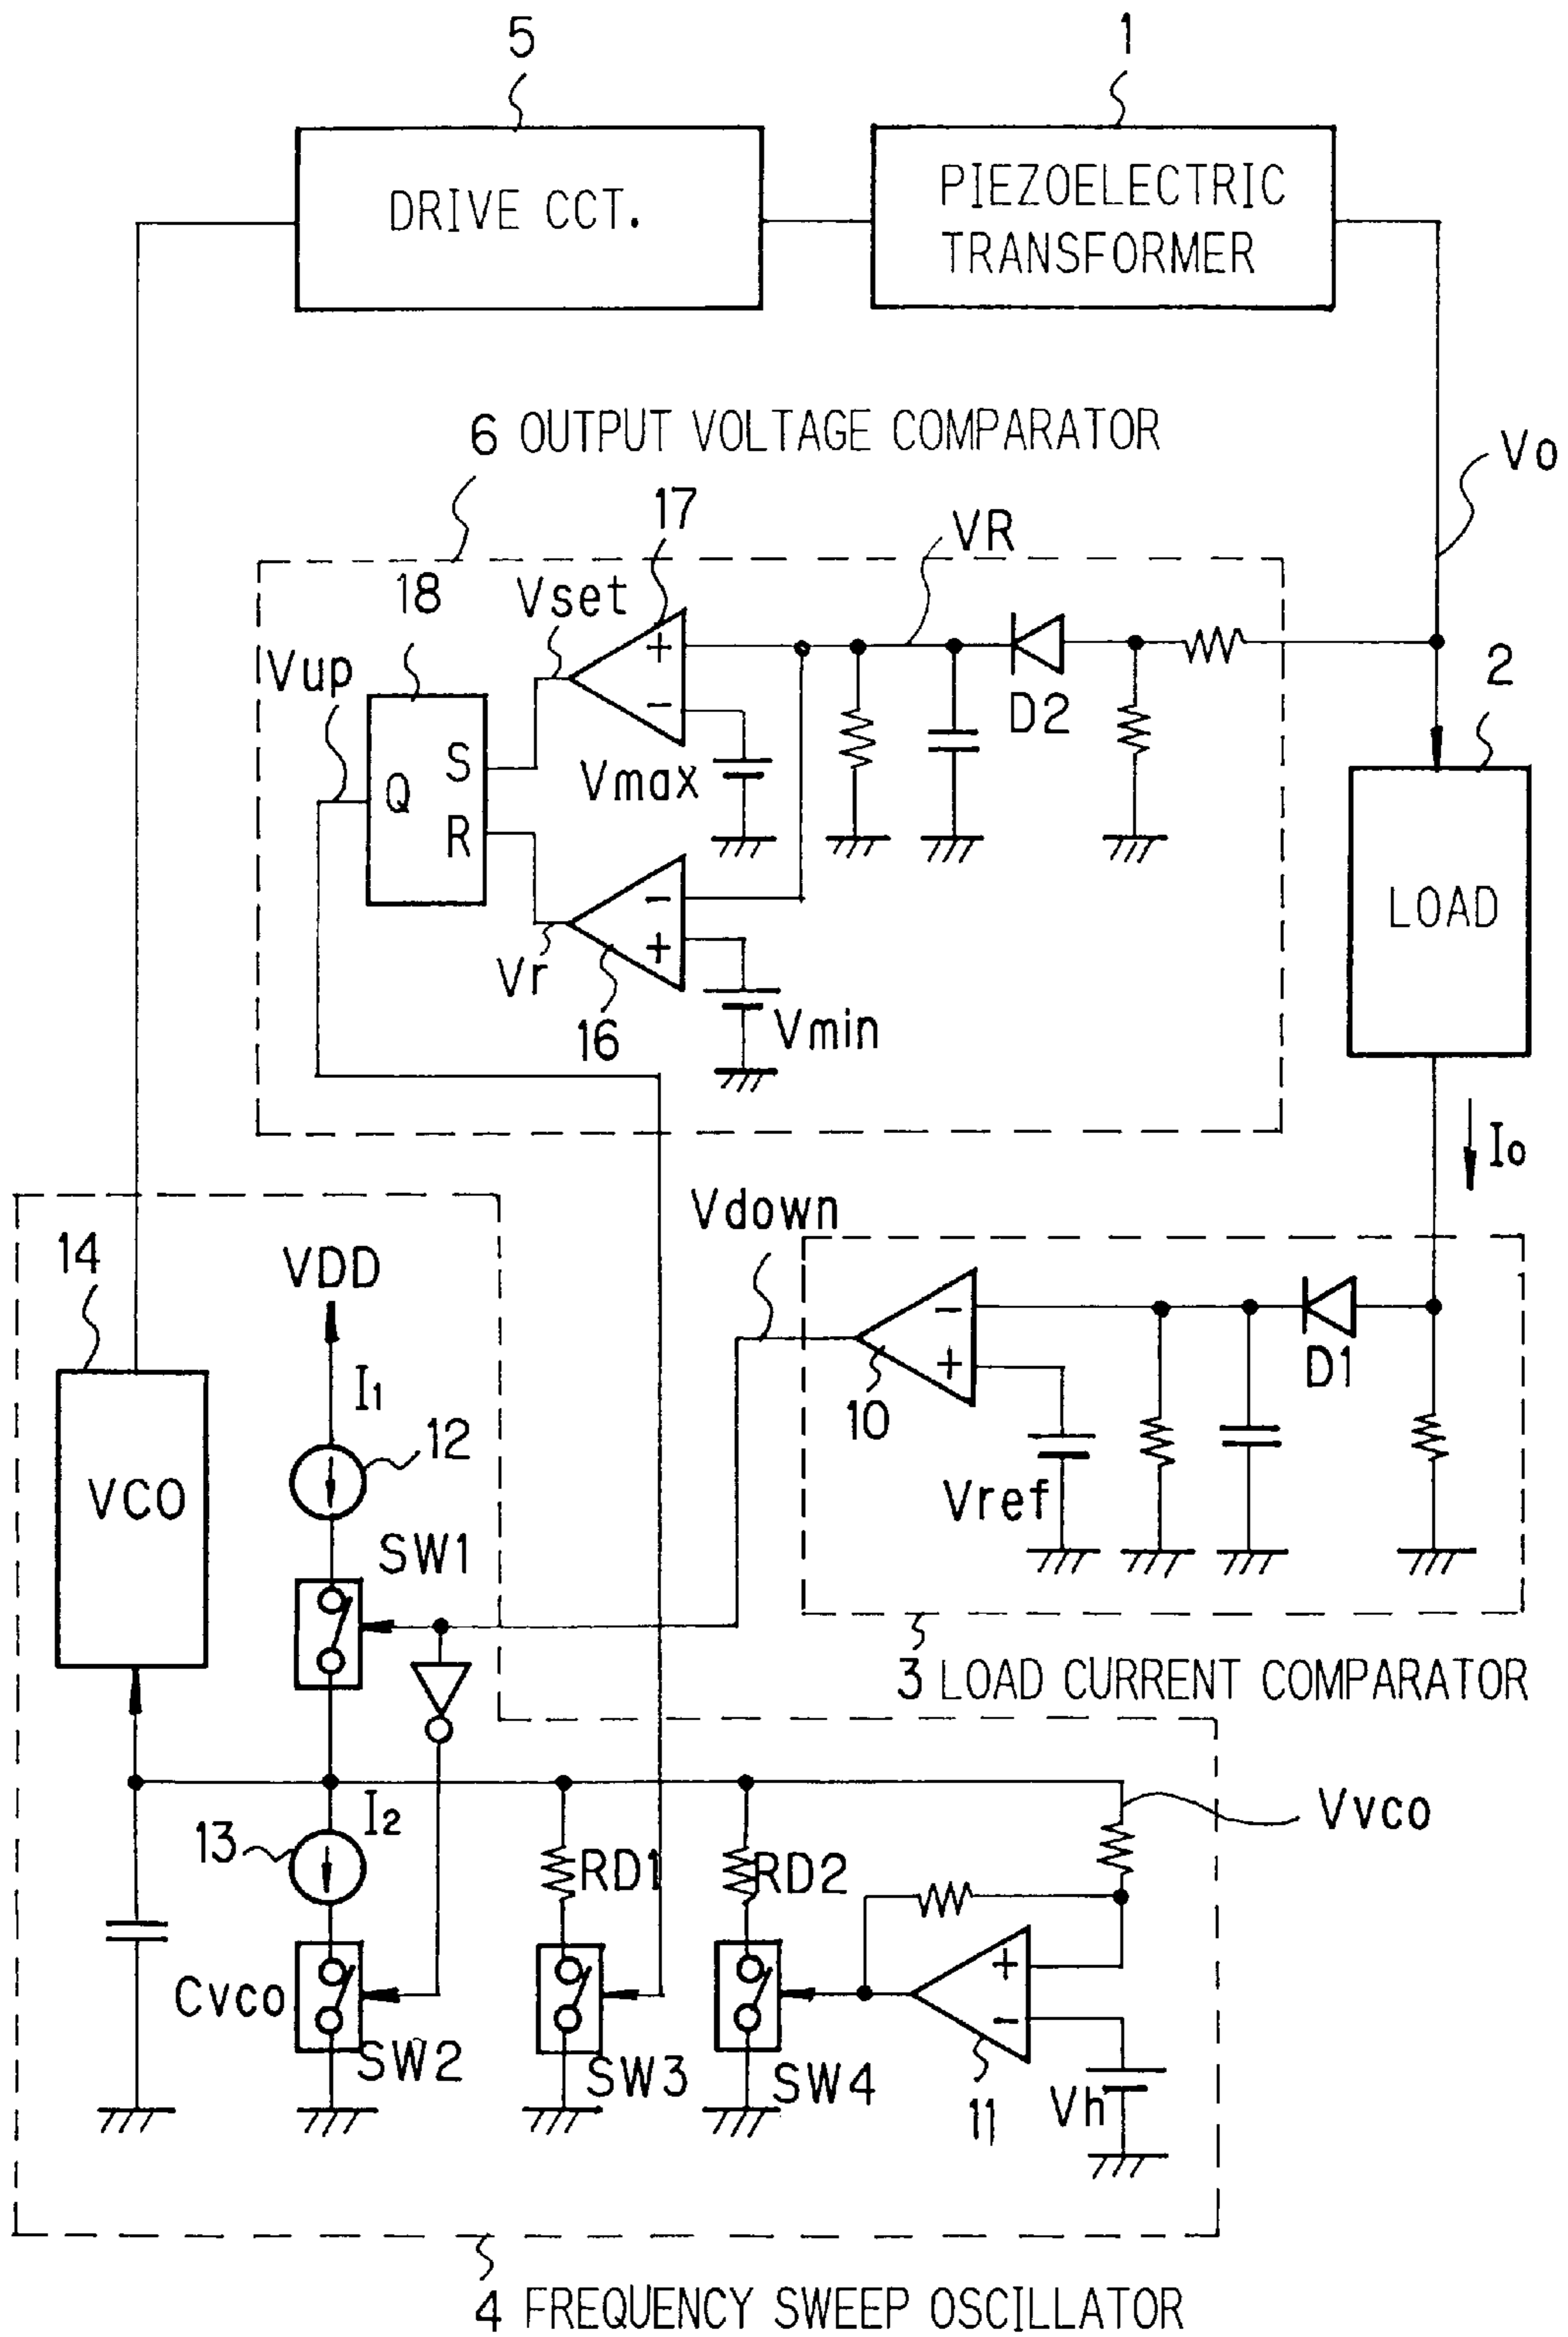 5
1
DRIVE CCT.
PIEZOELECTRIC
TRANSFORMER
6 OUTPUT VOLTAGE COMPARATOR
Vo
17
VR
18
Vset
+
−
Vup
D2
2
S
Q
R
Vmax
LOAD
−
+
Vr
16
Vmin
Io
Vdown
14
VDD
I1
−
+
10
D1
12
VCO
Vref
SW1
3 LOAD CURRENT COMPARATOR
I2
Vvco
13
RD1
RD2
+
−
Cvco
SW2
SW3
SW4
11
Vh
4 FREQUENCY SWEEP OSCILLATOR